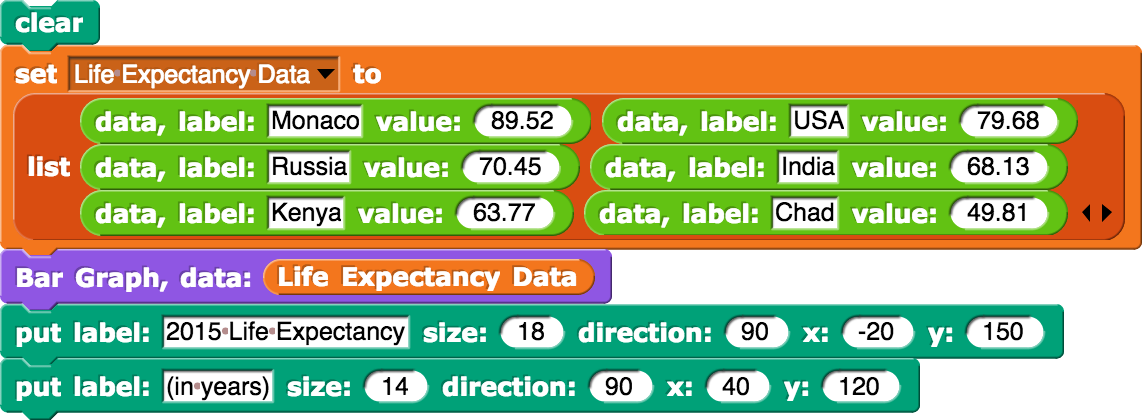 clear
set Life Expectancy Data to
data, label: Monaco value: 89.52 data, label: USA value: 79.68
list data, label: Russia value: 70.45 data, label: India value: 68.13
data, label: Kenya value: 63.77 data, label: Chad value: 49.81
Bar Graph, data: Life Expectancy Data
put label: 2015 Life Expectancy size: 18 direction: 90 x: -20 y: 150
put label: (in years) size: 14 direction: 90 x: 40 y: 120